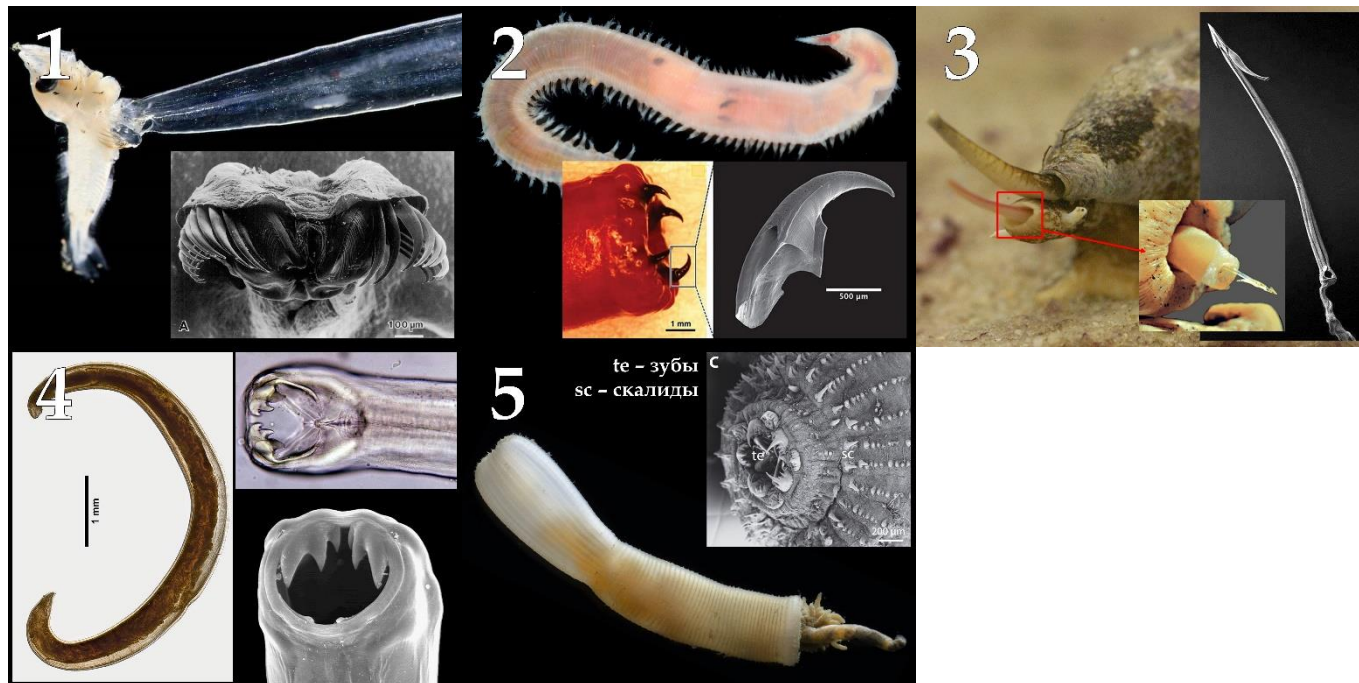 1
A
100 µm
2
1 mm
500 µm
3
4
1 mm
5
te – зубы
sc – скалиды
C
te
sc
200 µm